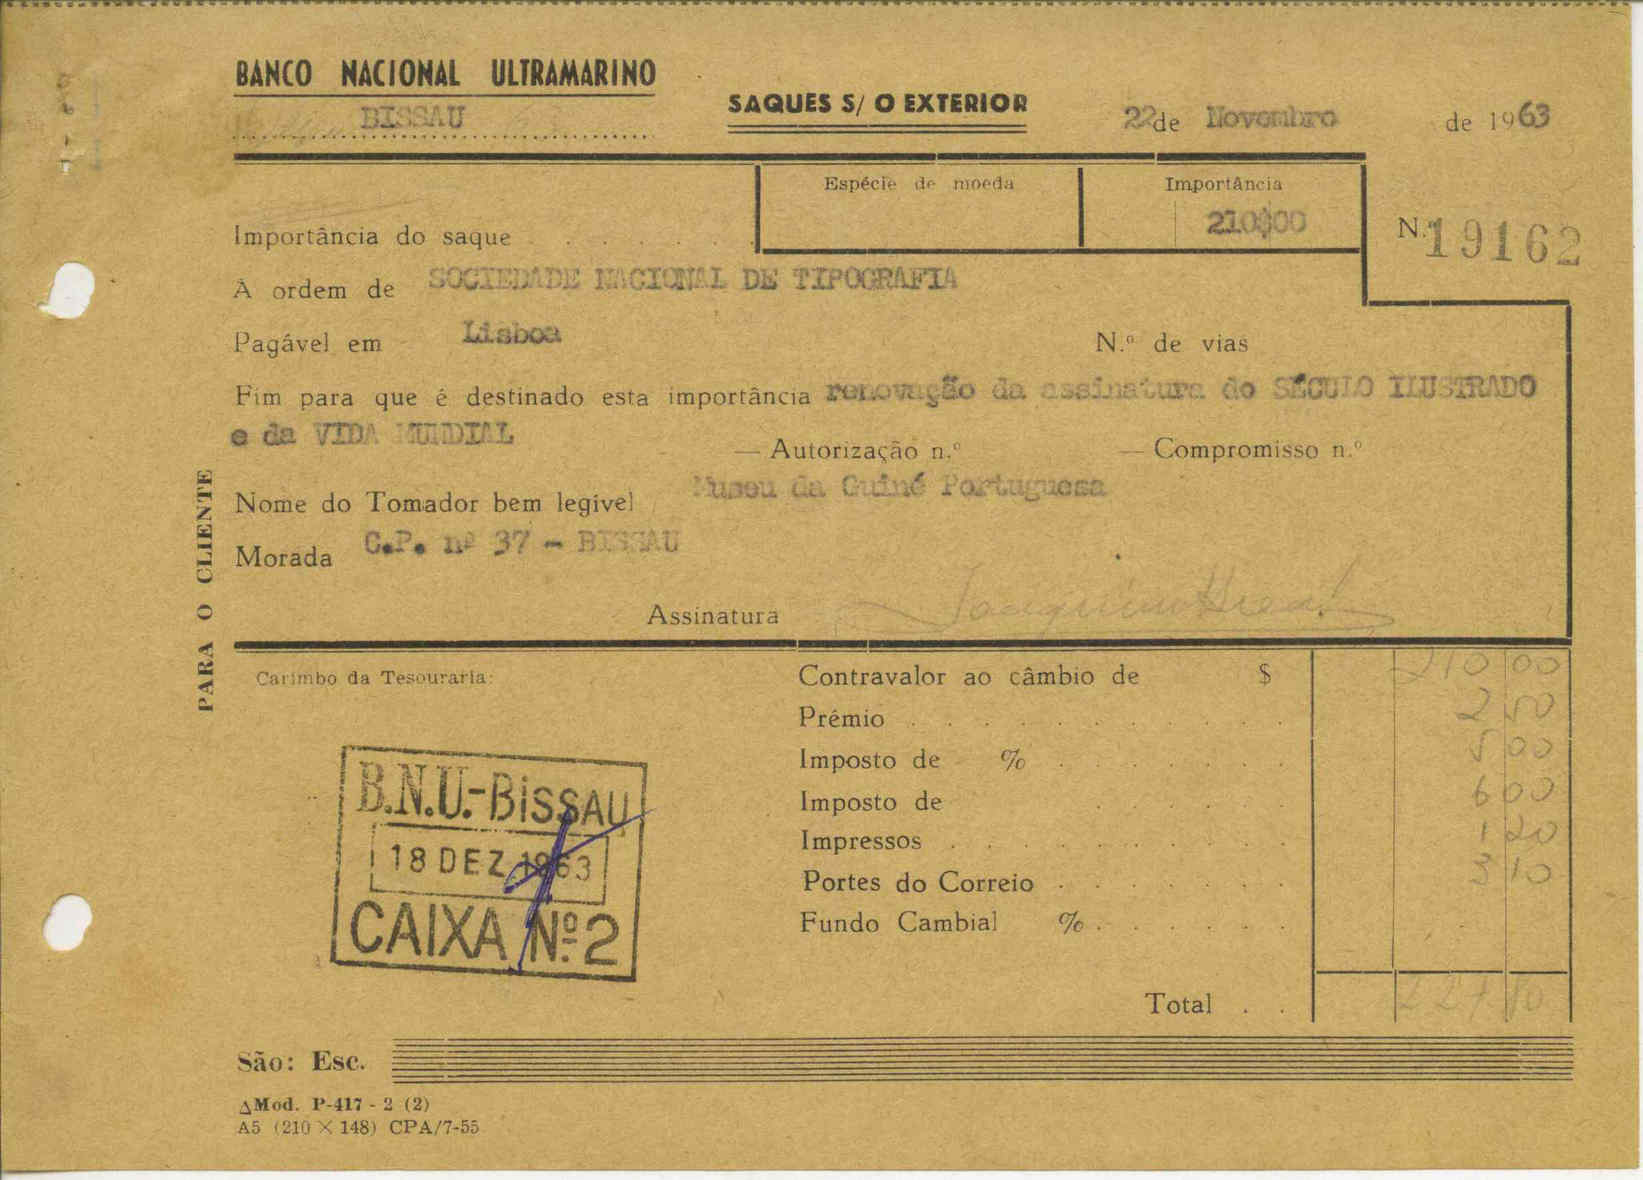 BANCO NACIONAL ULTRAMARINO
BISSAU
SAQUES S/ O EXTERIOR
22 de Novembro de 1963
Espécie de moeda
Importância
210$00
N.º 19162
Importância do saque
À ordem de SOCIEDADE NACIONAL DE TIPOGRAFIA
Pagável em Lisboa
N.º de vias
Fim para que é destinado esta importância renovação da assinatura do SÉCULO ILUSTRADO
e da VIDA MUNDIAL
— Autorização n.º — Compromisso n.º
Nome do Tomador bem legível Museu da Guiné Portuguesa
Morada C.P. nº 37 - BISSAU
Assinatura
PARA O CLIENTE
Carimbo da Tesouraria:
B.N.U.-BiSSAU
18 DEZ 1963
CAIXA Nº 2
Contravalor ao câmbio de $ 210 00
Prémio 2 50
Imposto de % 5 00
Imposto de 6 00
Impressos 1 20
Portes do Correio 3 10
Fundo Cambial %
Total
São: Esc.
△Mod. P-417 - 2 (2)
A5 (210 × 148) CPA/7-55